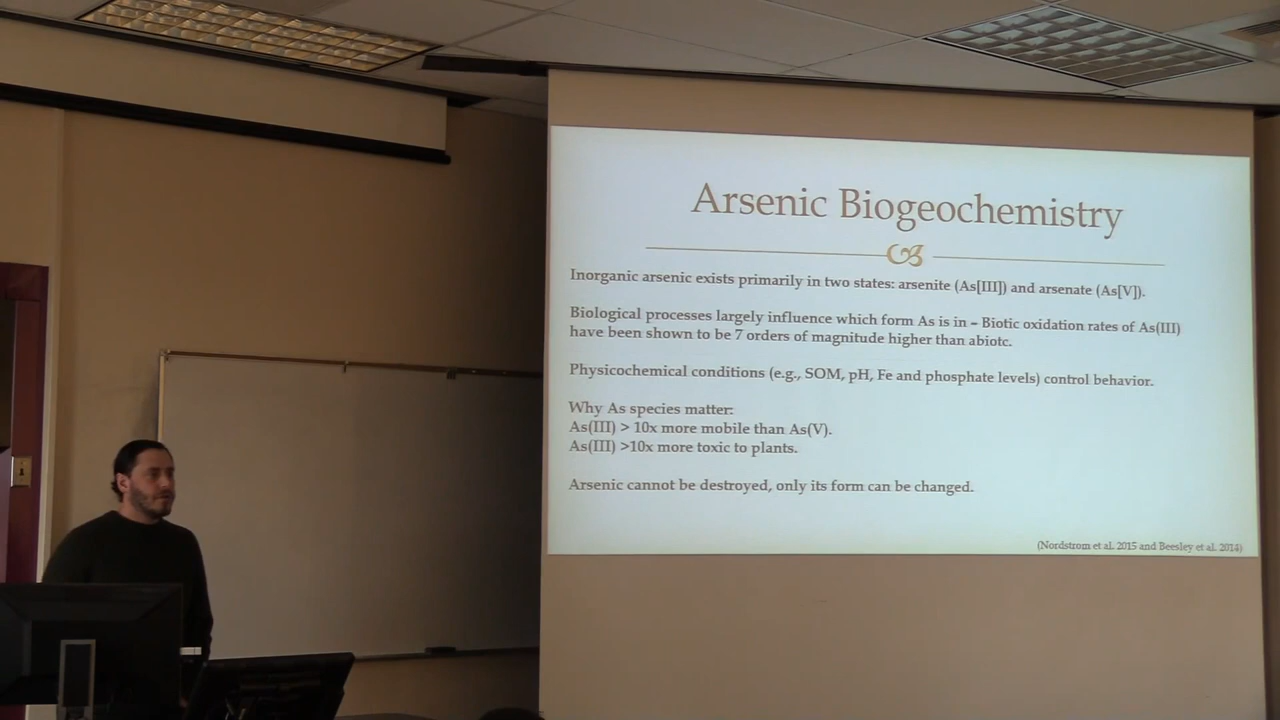 Arsenic Biogeochemistry
Inorganic arsenic exists primarily in two states: arsenite (As[III]) and arsenate (As[V]).
Biological processes largely influence which form As is in – Biotic oxidation rates of As(III)
have been shown to be 7 orders of magnitude higher than abiotc.
Physicochemical conditions (e.g., SOM, pH, Fe and phosphate levels) control behavior.
Why As species matter:
As(III) > 10x more mobile than As(V).
As(III) >10x more toxic to plants.
Arsenic cannot be destroyed, only its form can be changed.
(Nordstrom et al. 2015 and Beesley et al. 2014)